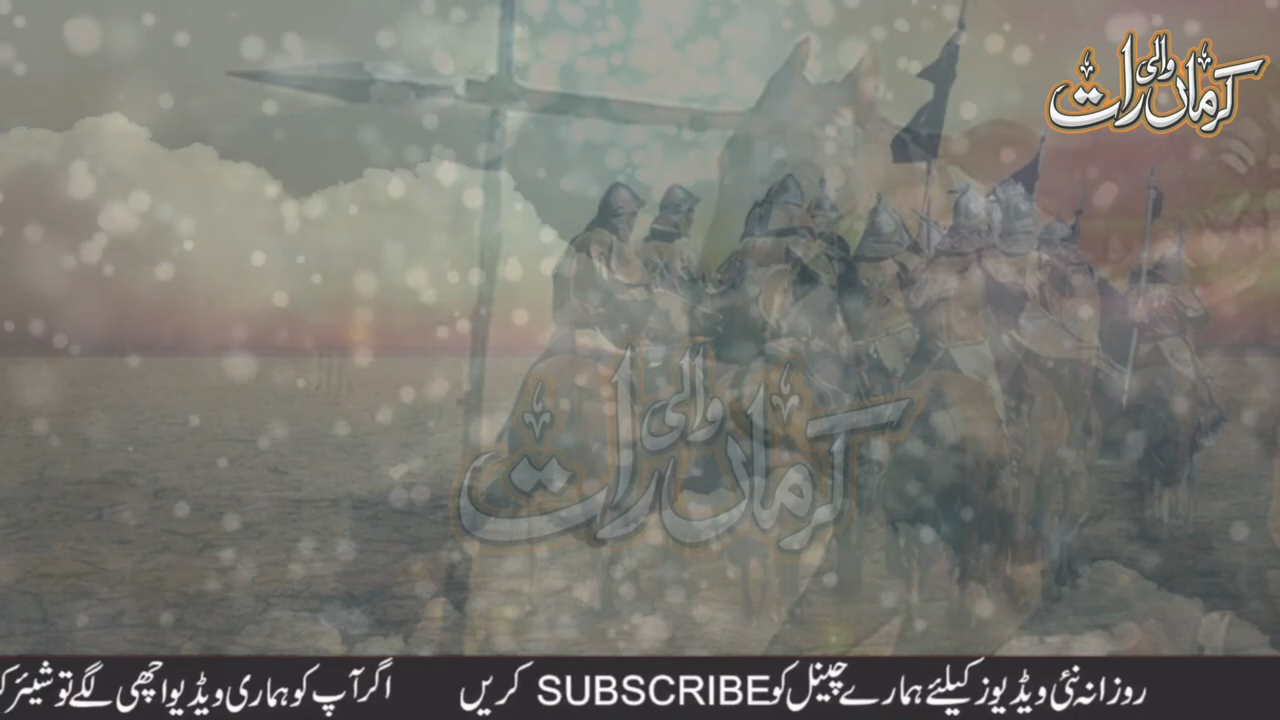 کرماں والی رات
کرماں والی رات
روزانہ نئی ویڈیوز کیلئے ہمارے چینل کو SUBSCRIBE کریں اگر آپ کو ہماری ویڈیو اچھی لگے تو شیئر